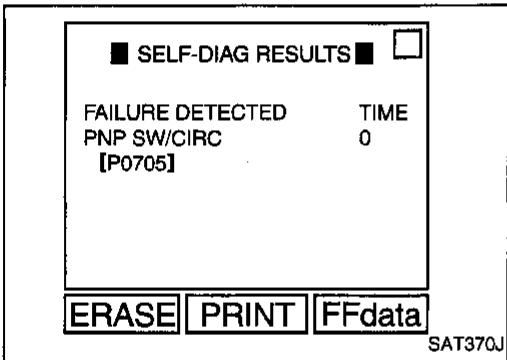 ■ SELF-DIAG RESULTS ■
FAILURE DETECTED TIME
PNP SW/CIRC 0
[P0705]
ERASE PRINT FFdata
SAT370J